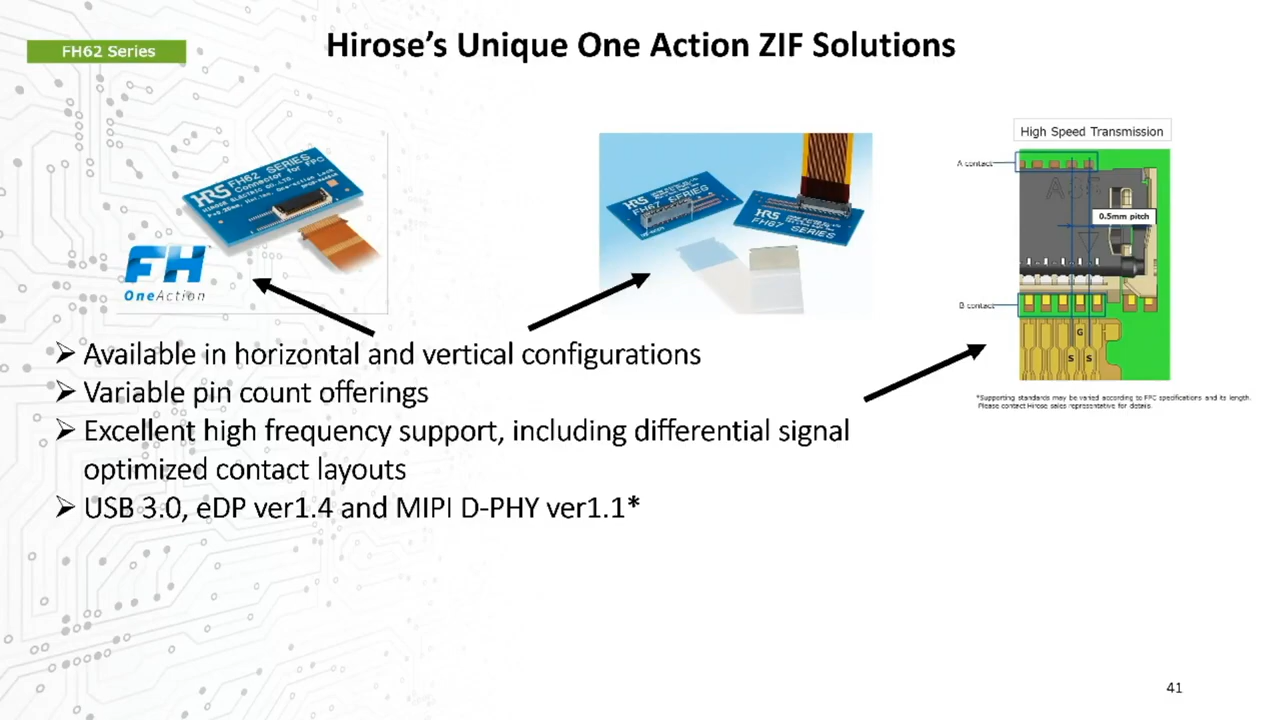 FH62 Series
Hirose's Unique One Action ZIF Solutions
High Speed Transmission
HRS FH62 SERIES
Connector for FPC
HIROSE ELECTRIC CO.,LTD.
FH
OneAction
HRS
FH67 SERIES
HRS
FH67 SERIES
A contact
0.5mm pitch
B contact
G
S S
*Supporting standards may be varied according to FPC specifications and its length.
Please contact Hirose sales representative for details.
➢ Available in horizontal and vertical configurations
➢ Variable pin count offerings
➢ Excellent high frequency support, including differential signal
optimized contact layouts
➢ USB 3.0, eDP ver1.4 and MIPI D-PHY ver1.1*
41